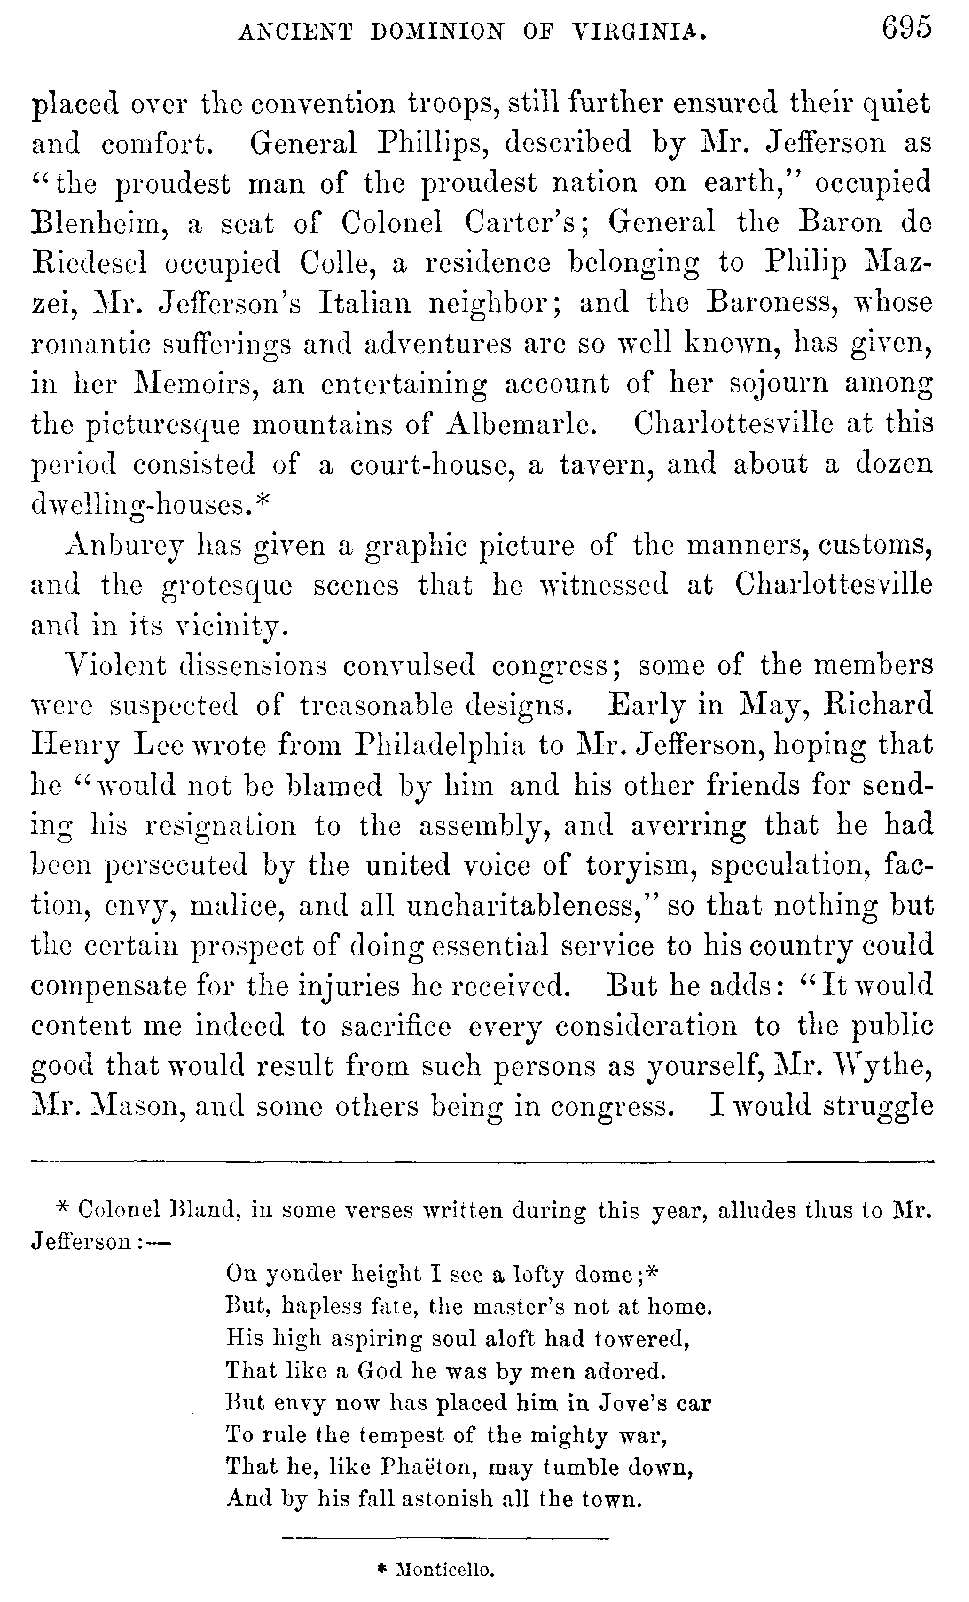 ANCIENT DOMINION OF VIRGINIA. 695
placed over the convention troops, still further ensured their quiet
and comfort. General Phillips, described by Mr. Jefferson as
"the proudest man of the proudest nation on earth," occupied
Blenheim, a seat of Colonel Carter's; General the Baron de
Riedesel occupied Colle, a residence belonging to Philip Maz-
zei, Mr. Jefferson's Italian neighbor; and the Baroness, whose
romantic sufferings and adventures are so well known, has given,
in her Memoirs, an entertaining account of her sojourn among
the picturesque mountains of Albemarle. Charlottesville at this
period consisted of a court-house, a tavern, and about a dozen
dwelling-houses.*
Anburey has given a graphic picture of the manners, customs,
and the grotesque scenes that he witnessed at Charlottesville
and in its vicinity.
Violent dissensions convulsed congress; some of the members
were suspected of treasonable designs. Early in May, Richard
Henry Lee wrote from Philadelphia to Mr. Jefferson, hoping that
he "would not be blamed by him and his other friends for send-
ing his resignation to the assembly, and averring that he had
been persecuted by the united voice of toryism, speculation, fac-
tion, envy, malice, and all uncharitableness," so that nothing but
the certain prospect of doing essential service to his country could
compensate for the injuries he received. But he adds: "It would
content me indeed to sacrifice every consideration to the public
good that would result from such persons as yourself, Mr. Wythe,
Mr. Mason, and some others being in congress. I would struggle
* Colonel Bland, in some verses written during this year, alludes thus to Mr.
Jefferson:—
On yonder height I see a lofty dome;*
But, hapless fate, the master's not at home.
His high aspiring soul aloft had towered,
That like a God he was by men adored.
But envy now has placed him in Jove's car
To rule the tempest of the mighty war,
That he, like Phaëton, may tumble down,
And by his fall astonish all the town.
* Monticello.